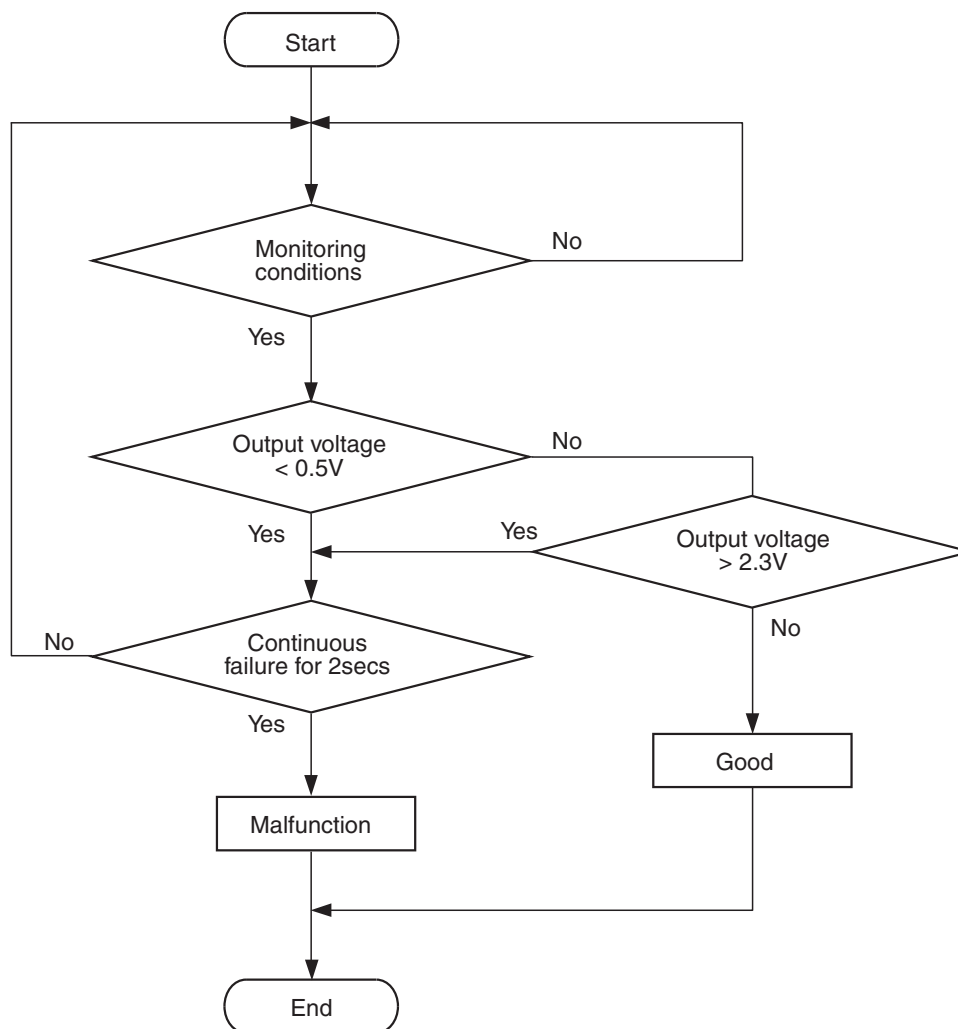 Start
Monitoring
conditions
No
Yes
Output voltage
< 0.5V
No
Yes
Yes
Output voltage
> 2.3V
No
No
Continuous
failure for 2secs
Yes
Good
Malfunction
End